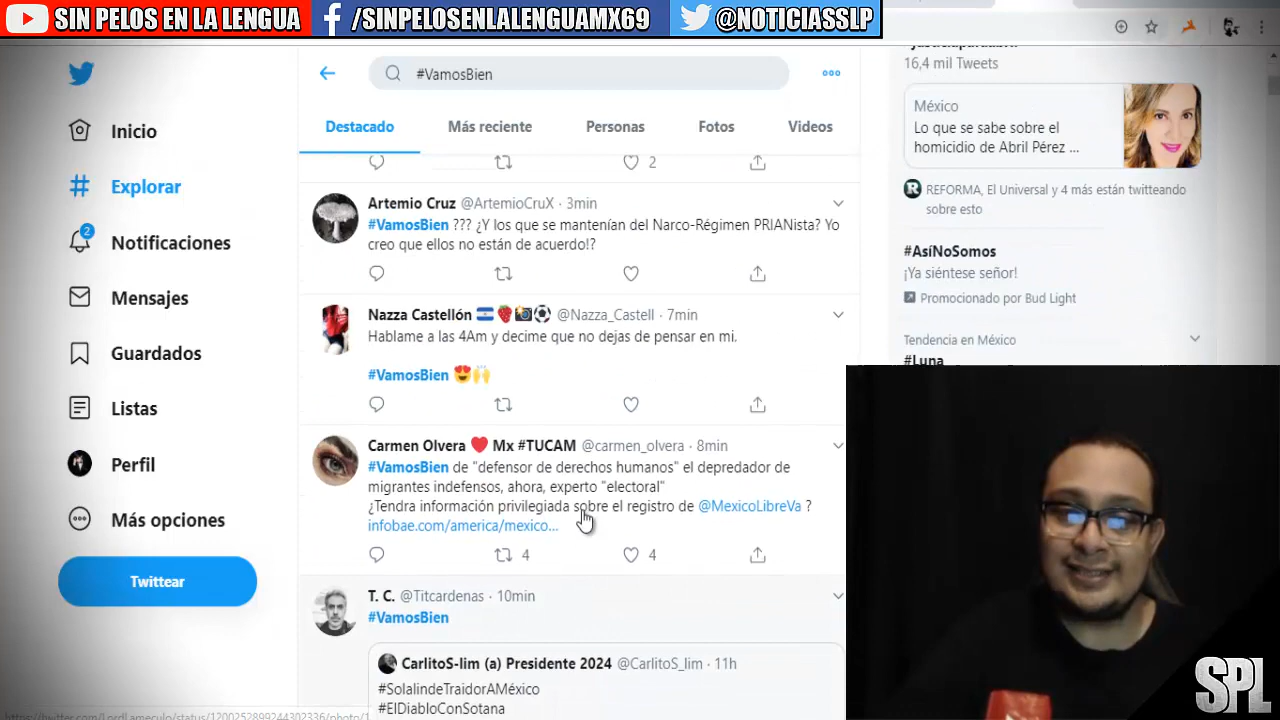 SIN PELOS EN LA LENGUA
/SINPELOSENLALENGUAMX69
@NOTICIASSLP
#VamosBien
Destacado
Más reciente
Personas
Fotos
Videos
Inicio
Explorar
2
Notificaciones
Mensajes
Guardados
Listas
Perfil
Más opciones
Twittear
2
Artemio Cruz @ArtemioCruX · 3min
#VamosBien ??? ¿Y los que se mantenían del Narco-Régimen PRIANista? Yo
creo que ellos no están de acuerdo!?
Nazza Castellón @Nazza_Castell · 7min
Hablame a las 4Am y decime que no dejas de pensar en mi.
#VamosBien
Carmen Olvera Mx #TUCAM @carmen_olvera · 8min
#VamosBien de "defensor de derechos humanos" el depredador de
migrantes indefensos, ahora, experto "electoral"
¿Tendra información privilegiada sobre el registro de @MexicoLibreVa ?
infobae.com/america/mexico...
4
4
T. C. @Titcardenas · 10min
#VamosBien
CarlitoS-lim (a) Presidente 2024 @CarlitoS_lim · 11h
#SolalindeTraidorAMéxico
#ElDiabloConSotana
16,4 mil Tweets
México
Lo que se sabe sobre el
homicidio de Abril Pérez ...
REFORMA, El Universal y 4 más están twitteando
sobre esto
#AsíNoSomos
¡Ya siéntese señor!
Promocionado por Bud Light
Tendencia en México
#Luna
SPL